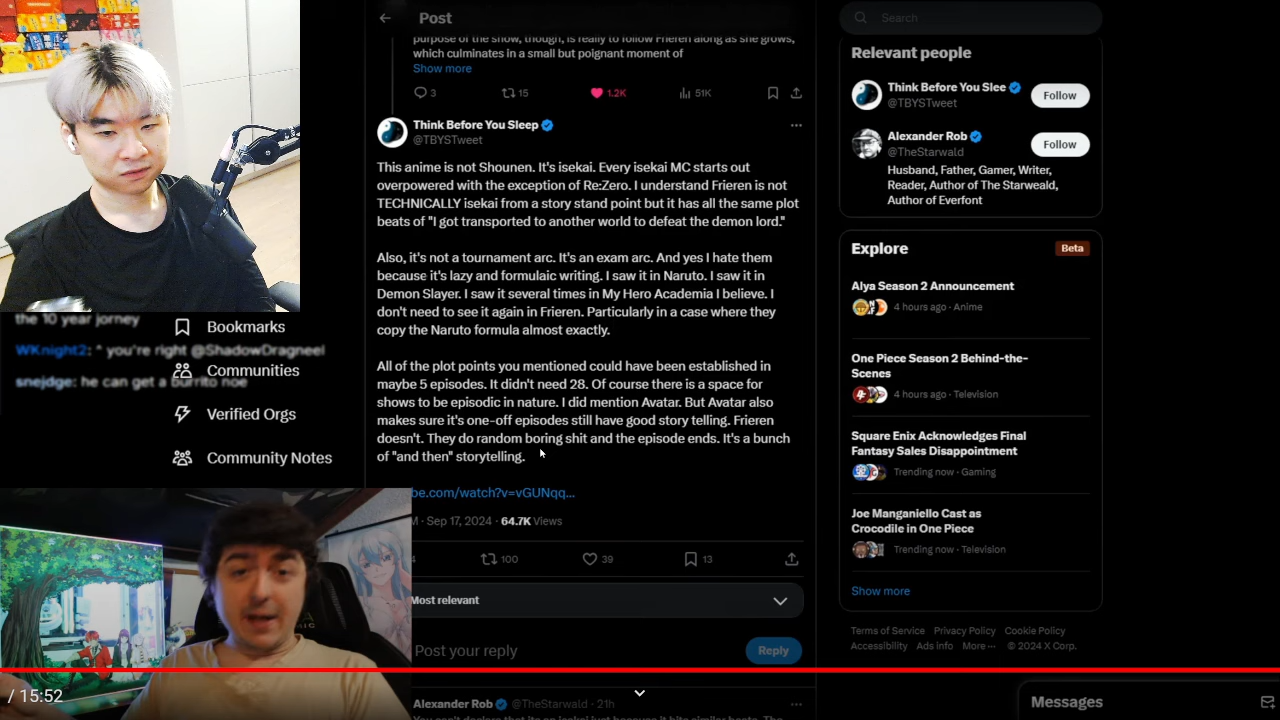 Post
purpose of the show, though, is really to follow Frieren along as she grows,
which culminates in a small but poignant moment of
Show more
3 15 1.2K 51K
Think Before You Sleep
@TBYSTweet
This anime is not Shounen. It's isekai. Every isekai MC starts out
overpowered with the exception of Re:Zero. I understand Frieren is not
TECHNICALLY isekai from a story stand point but it has all the same plot
beats of "I got transported to another world to defeat the demon lord."
Also, it's not a tournament arc. It's an exam arc. And yes I hate them
because it's lazy and formulaic writing. I saw it in Naruto. I saw it in
Demon Slayer. I saw it several times in My Hero Academia I believe. I
don't need to see it again in Frieren. Particularly in a case where they
copy the Naruto formula almost exactly.
All of the plot points you mentioned could have been established in
maybe 5 episodes. It didn't need 28. Of course there is a space for
shows to be episodic in nature. I did mention Avatar. But Avatar also
makes sure it's one-off episodes still have good story telling. Frieren
doesn't. They do random boring shit and the episode ends. It's a bunch
of "and then" storytelling.
be.com/watch?v=vGUNqq...
M · Sep 17, 2024 · 64.7K Views
4 100 39 13
Most relevant
Post your reply
Reply
Alexander Rob @TheStarwald · 21h
the 10 year jorney
WKnight2: ^ you're right @ShadowDragneel
snejdge: he can get a burrito noe
Bookmarks
Communities
Verified Orgs
Community Notes
/ 15:52
Search
Relevant people
Think Before You Slee
@TBYSTweet
Follow
Alexander Rob
@TheStarwald
Follow
Husband, Father, Gamer, Writer,
Reader, Author of The Starweald,
Author of Everfont
Explore
Beta
Alya Season 2 Announcement
4 hours ago · Anime
One Piece Season 2 Behind-the-
Scenes
4 hours ago · Television
Square Enix Acknowledges Final
Fantasy Sales Disappointment
Trending now · Gaming
Joe Manganiello Cast as
Crocodile in One Piece
Trending now · Television
Show more
Terms of Service Privacy Policy Cookie Policy
Accessibility Ads info More ··· © 2024 X Corp.
Messages